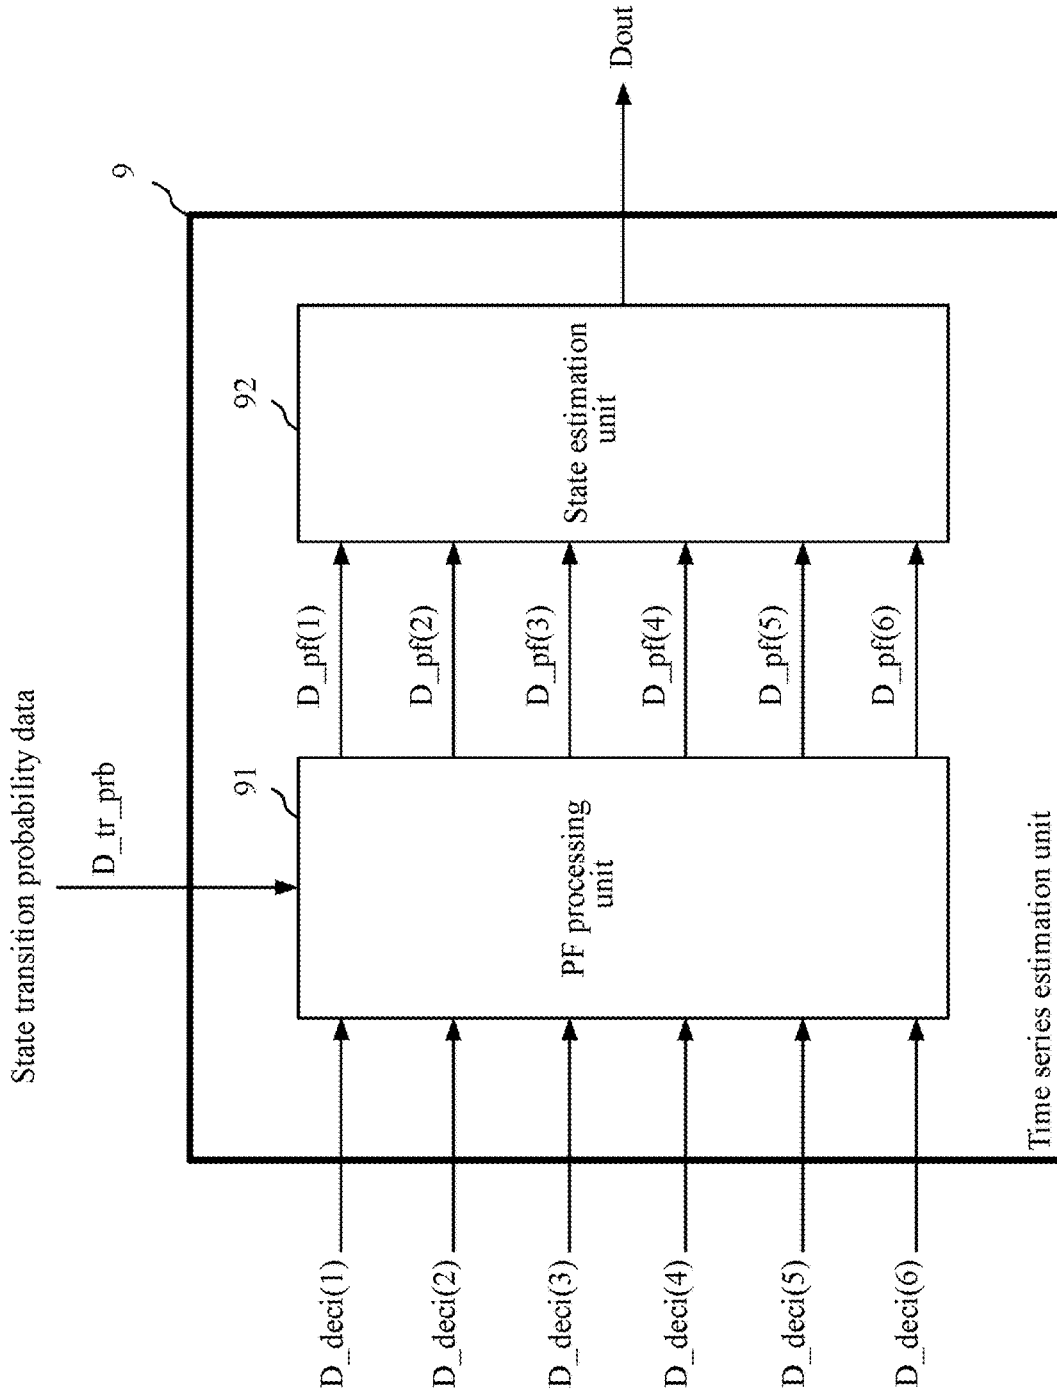 State transition probability data
D_tr_prb
9
91
92
D_deci(1)
D_deci(2)
D_deci(3)
D_deci(4)
D_deci(5)
D_deci(6)
PF processing
unit
D_pf(1)
D_pf(2)
D_pf(3)
D_pf(4)
D_pf(5)
D_pf(6)
State estimation
unit
Dout
Time series estimation unit